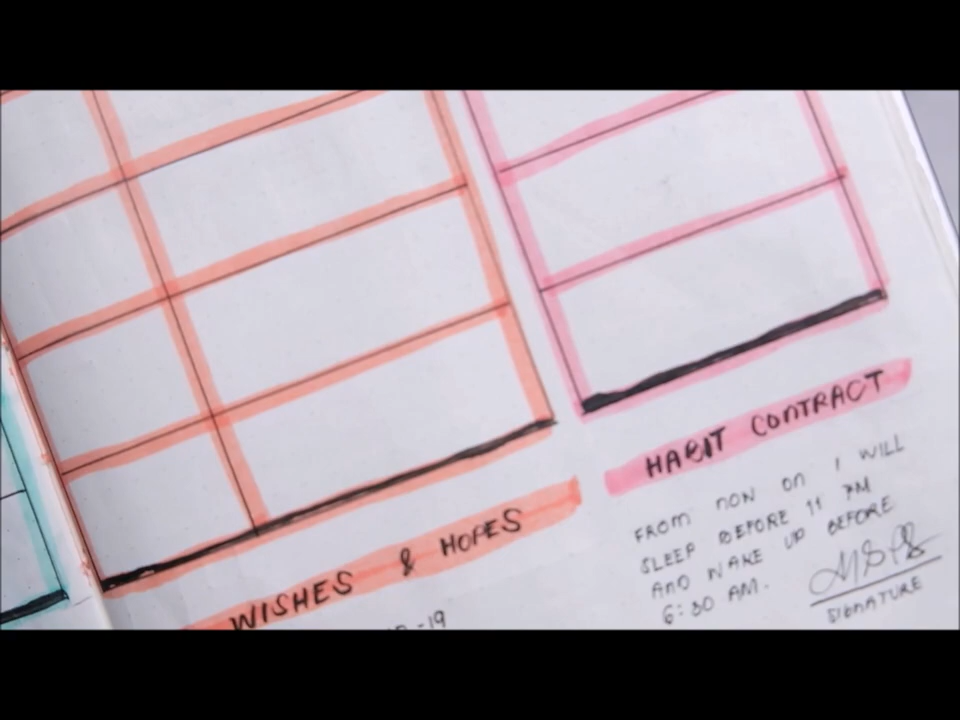 HABIT CONTRACT
FROM NOW ON I WILL
SLEEP BEFORE 11 PM
AND WAKE UP BEFORE
6:30 AM.
SIGNATURE
WISHES & HOPES
-19